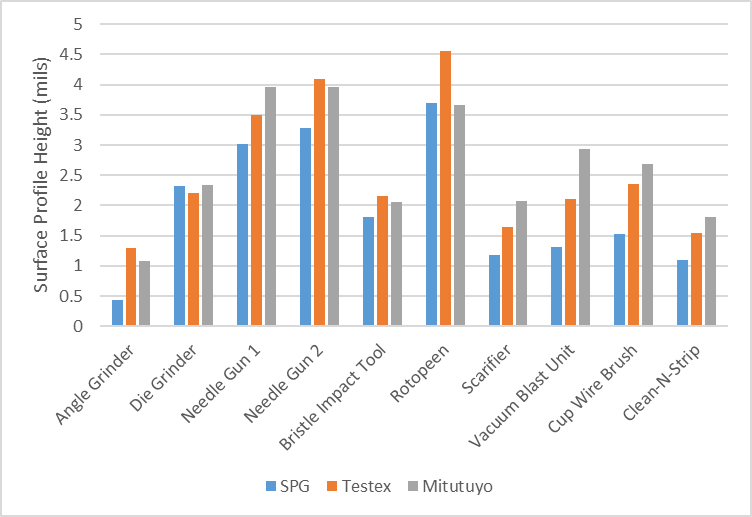 Surface Profile Height (mils)
5
4.5
4
3.5
3
2.5
2
1.5
1
0.5
0
Angle Grinder
Die Grinder
Needle Gun 1
Needle Gun 2
Bristle Impact Tool
Rotopeen
Scarifier
Vacuum Blast Unit
Cup Wire Brush
Clean-N-Strip
SPG Testex Mitutuyo